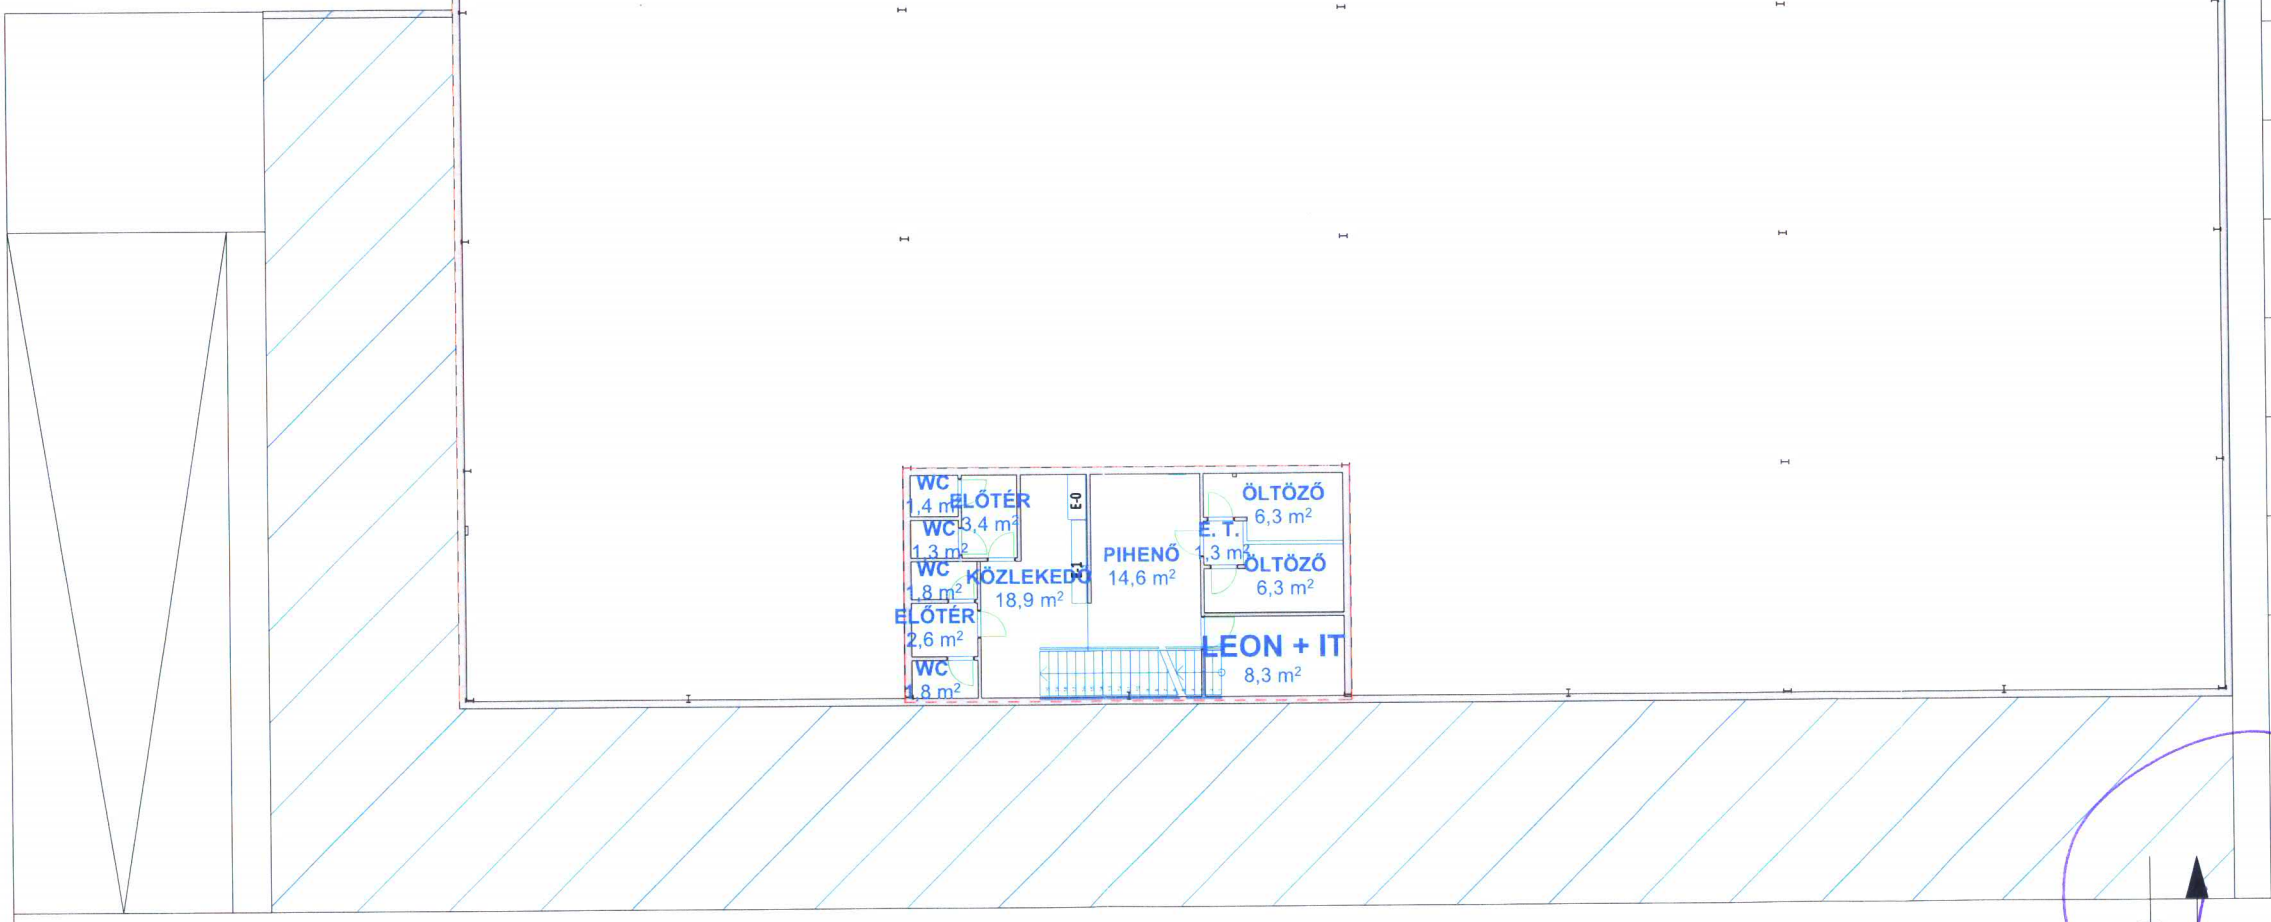 WC
1,4 m²
ELŐTÉR
3,4 m²
WC
1,3 m²
WC
1,8 m²
ELŐTÉR
2,6 m²
WC
1,8 m²
KÖZLEKEDŐ
18,9 m²
E-0
E-1
PIHENŐ
14,6 m²
E. T.
1,3 m²
ÖLTÖZŐ
6,3 m²
ÖLTÖZŐ
6,3 m²
LEON + IT
8,3 m²